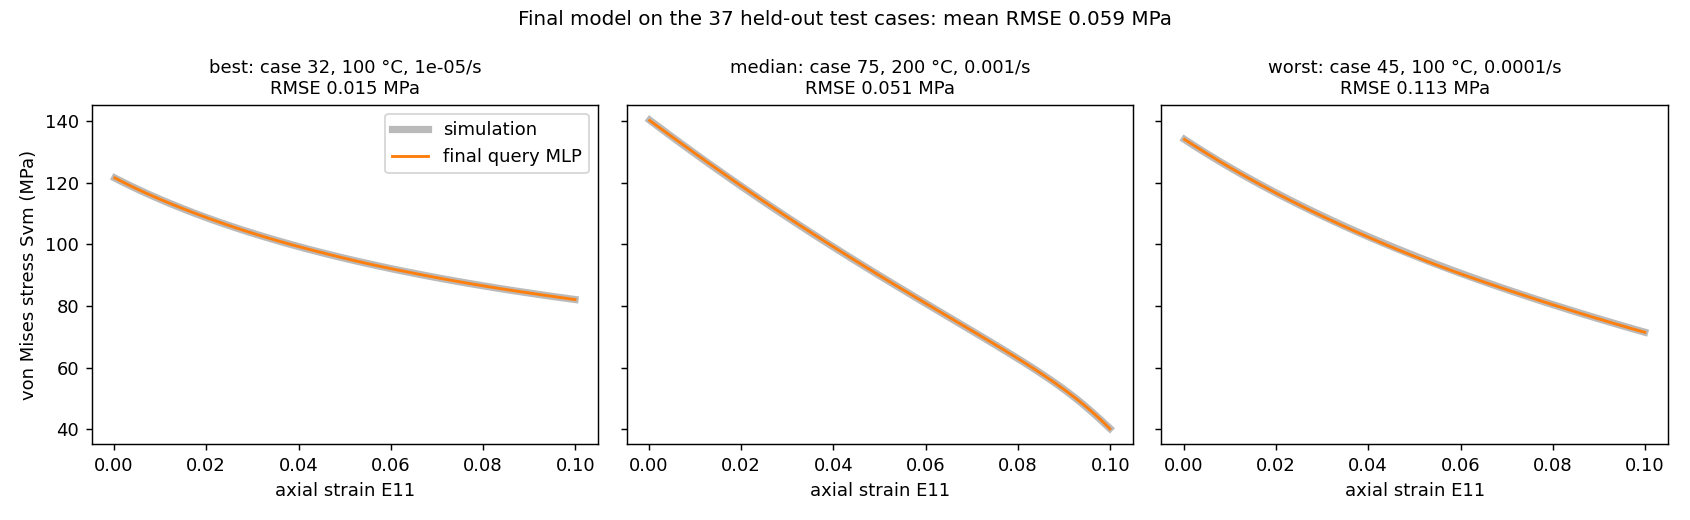 Final model on the 37 held-out test cases: mean RMSE 0.059 MPa
best: case 32, 100 °C, 1e-05/s
RMSE 0.015 MPa
median: case 75, 200 °C, 0.001/s
RMSE 0.051 MPa
worst: case 45, 100 °C, 0.0001/s
RMSE 0.113 MPa
von Mises stress Svm (MPa)
140
120
100
80
60
40
simulation
final query MLP
0.00 0.02 0.04 0.06 0.08 0.10
axial strain E11
0.00 0.02 0.04 0.06 0.08 0.10
axial strain E11
0.00 0.02 0.04 0.06 0.08 0.10
axial strain E11